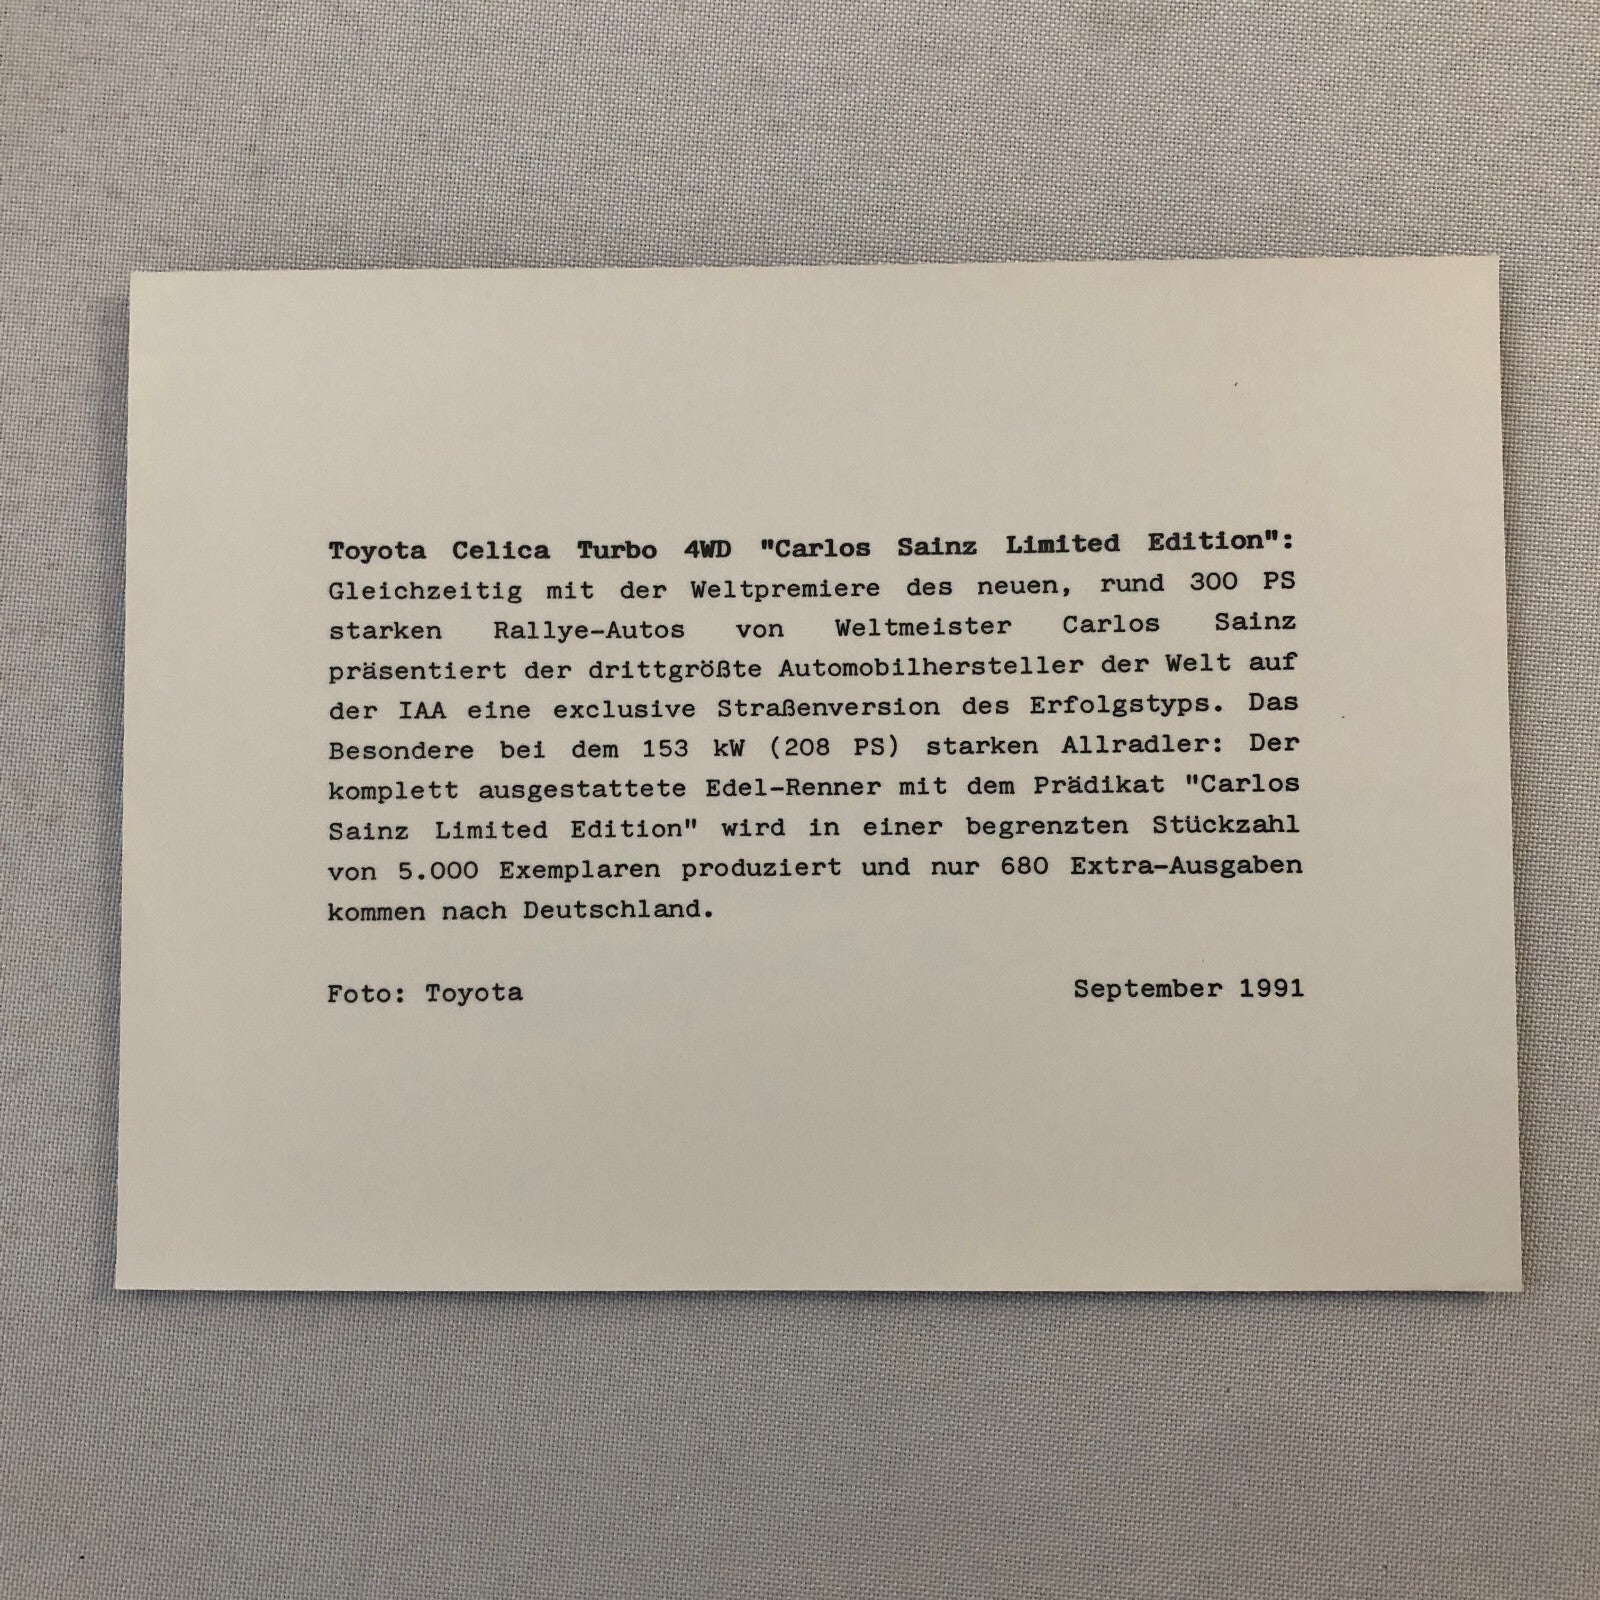 Toyota Celica Turbo 4WD "Carlos Sainz Limited Edition":
Gleichzeitig mit der Weltpremiere des neuen, rund 300 PS
starken Rallye-Autos von Weltmeister Carlos Sainz
präsentiert der drittgrößte Automobilhersteller der Welt auf
der IAA eine exclusive Straßenversion des Erfolgstyps. Das
Besondere bei dem 153 kW (208 PS) starken Allradler: Der
komplett ausgestattete Edel-Renner mit dem Prädikat "Carlos
Sainz Limited Edition" wird in einer begrenzten Stückzahl
von 5.000 Exemplaren produziert und nur 680 Extra-Ausgaben
kommen nach Deutschland.
Foto: Toyota September 1991